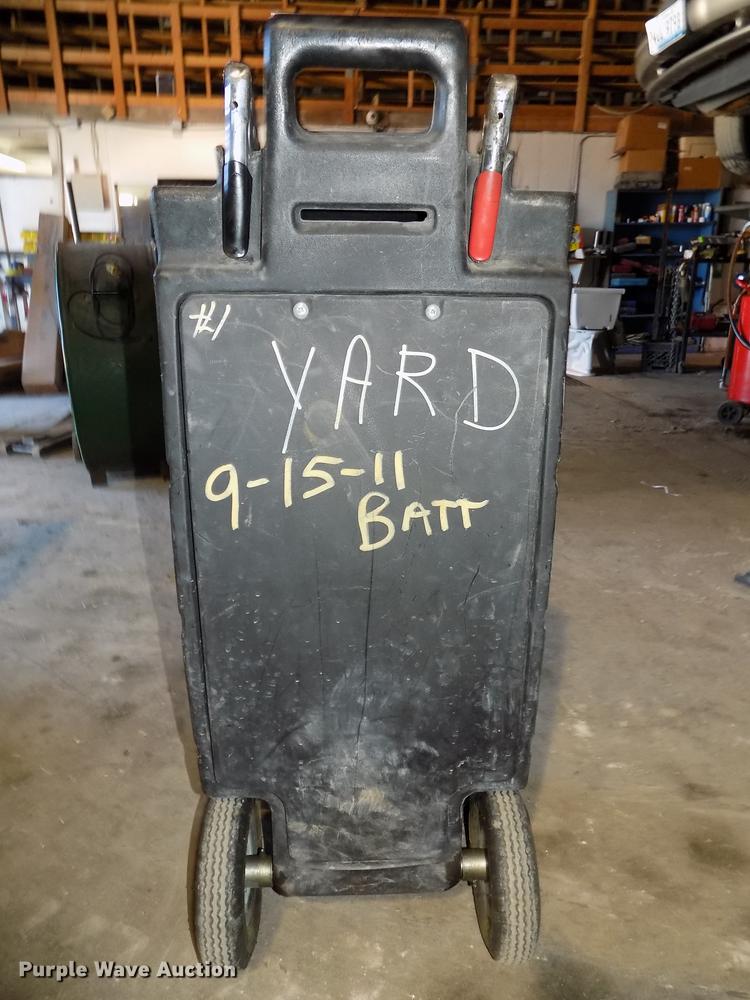 #1
YARD
9-15-11
BATT
Purple Wave Auction